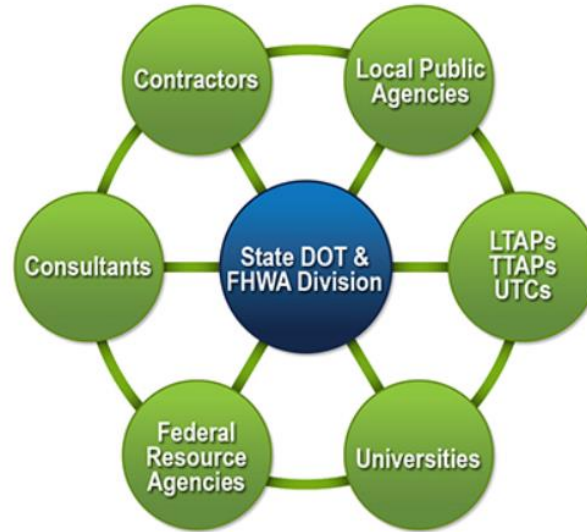 Contractors
Local Public
Agencies
Consultants
State DOT &
FHWA Division
LTAPs
TTAPs
UTCs
Federal
Resource
Agencies
Universities